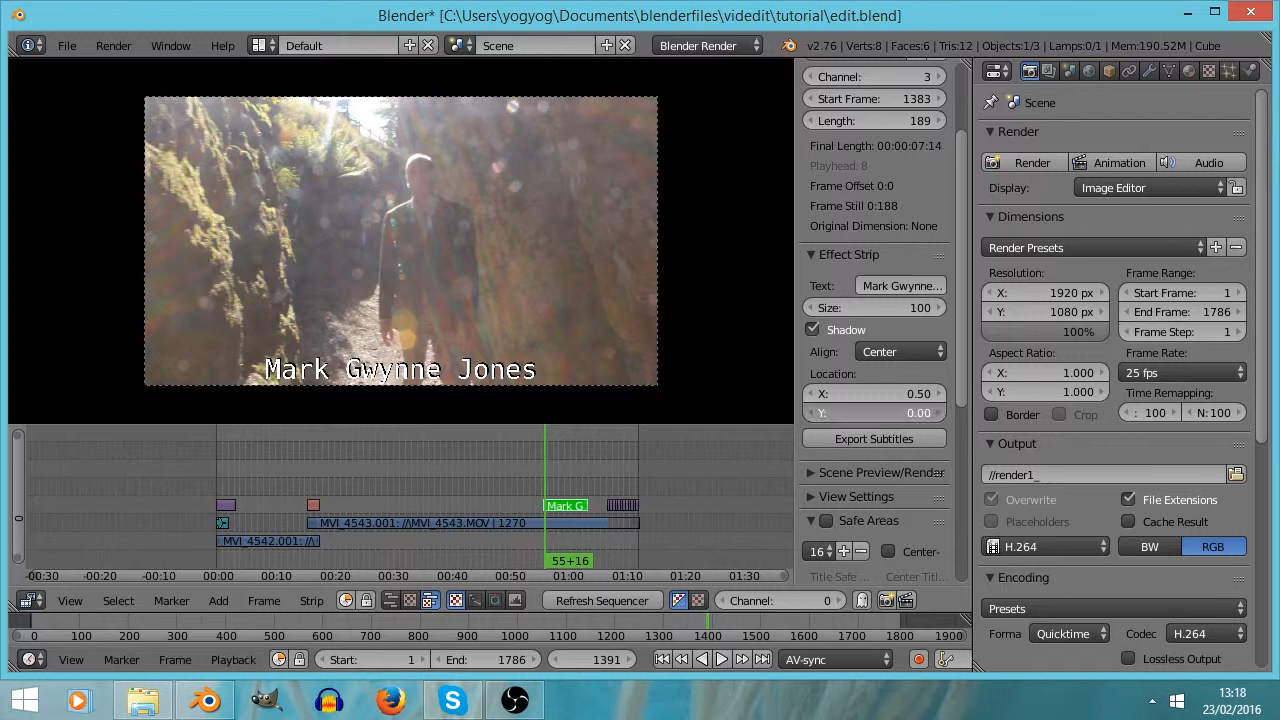 Blender* [C:\Users\yogyog\Documents\blenderfiles\videdit\tutorial\edit.blend]
File Render Window Help Default Scene Blender Render v2.76 | Verts:8 | Faces:6 | Tris:12 | Objects:1/3 | Lamps:0/1 | Mem:190.52M | Cube
Mark Gwynne Jones
Channel: 3
Start Frame: 1383
Length: 189
Final Length: 00:00:07:14
Playhead: 8
Frame Offset 0:0
Frame Still 0:188
Original Dimension: None
Effect Strip
Text: Mark Gwynne...
Size: 100
Shadow
Align: Center
Location:
X: 0.50
Y: 0.00
Export Subtitles
Scene Preview/Render
View Settings
Safe Areas
16 Center-
Title Safe ... Center Titl...
Scene
Render
Render Animation Audio
Display: Image Editor
Dimensions
Render Presets
Resolution: Frame Range:
X: 1920 px Start Frame: 1
Y: 1080 px End Frame: 1786
100% Frame Step: 1
Aspect Ratio: Frame Rate:
X: 1.000 25 fps
Y: 1.000 Time Remapping:
Border Crop : 100 N:100
Output
//render1_
Overwrite File Extensions
Placeholders Cache Result
H.264 BW RGB
Encoding
Presets
Forma Quicktime Codec H.264
Lossless Output
Mark G
MVI_4543.001: //\MVI_4543.MOV | 1270
MVI_4542.001: //\
55+16
-00:30 -00:20 -00:10 00:00 00:10 00:20 00:30 00:40 00:50 01:00 01:10 01:20 01:30
View Select Marker Add Frame Strip Refresh Sequencer Channel: 0
0 100 200 300 400 500 600 700 800 900 1000 1100 1200 1300 1400 1500 1600 1700 1800 1900
View Marker Frame Playback Start: 1 End: 1786 1391 AV-sync
13:18
23/02/2016